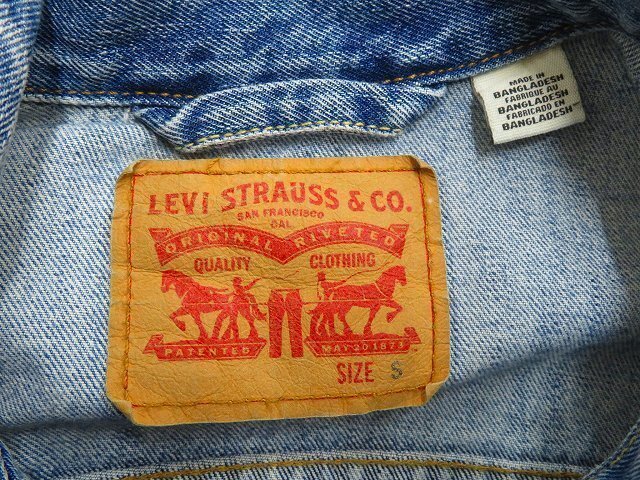 MADE IN
BANGLADESH
FABRIQUE AU
BANGLADESH
FABRICADO EN
BANGLADESH
LEVI STRAUSS & CO.
SAN FRANCISCO
CAL
ORIGINAL RIVETED
QUALITY CLOTHING
PATENTED MAY 20 1873
SIZE S